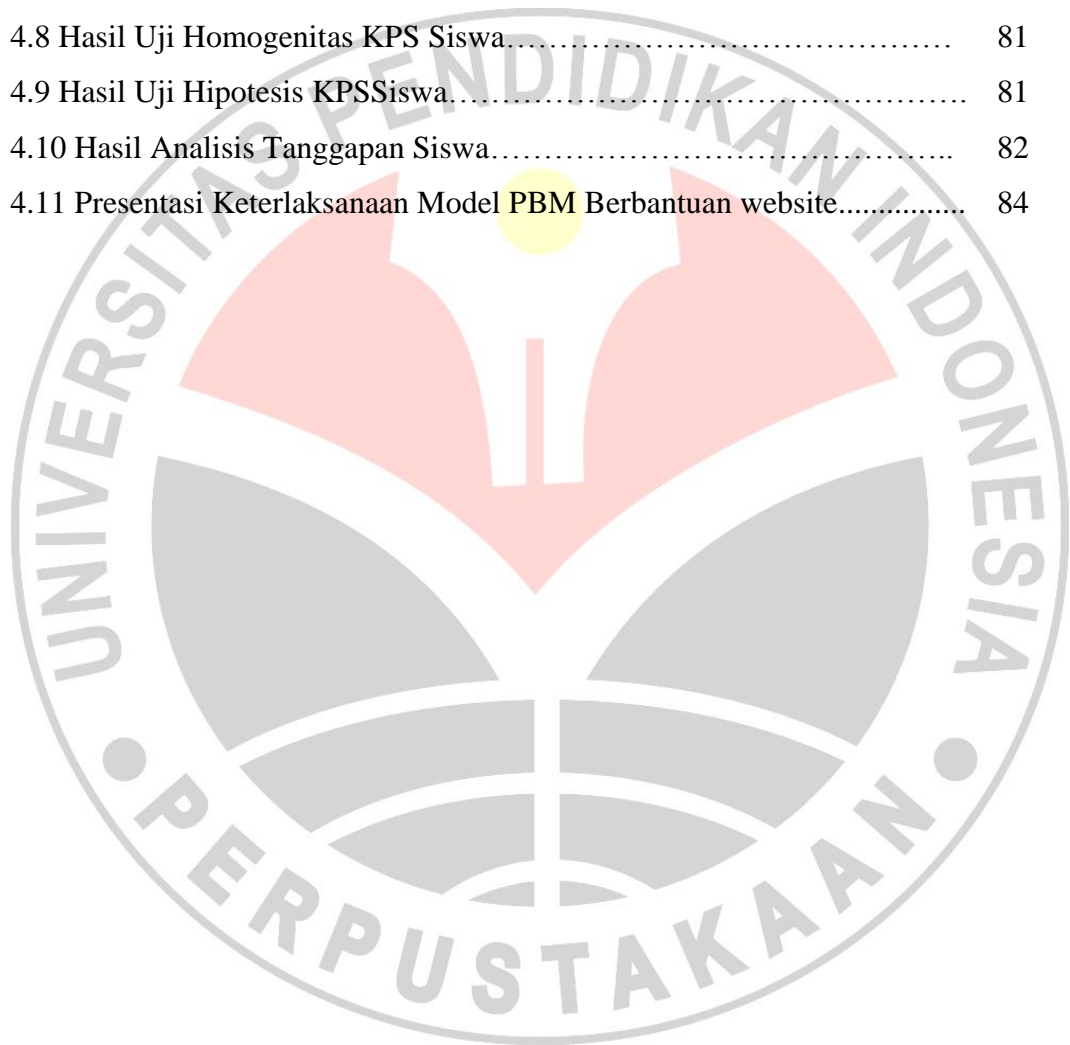 4.8 Hasil Uji Homogenitas KPS Siswa…………………………………… 81
4.9 Hasil Uji Hipotesis KPSSiswa…………………………………………. 81
4.10 Hasil Analisis Tanggapan Siswa…………………………………….. 82
4.11 Presentasi Keterlaksanaan Model PBM Berbantuan website............... 84
UNIVERSITAS PENDIDIKAN INDONESIA
PERPUSTAKAAN